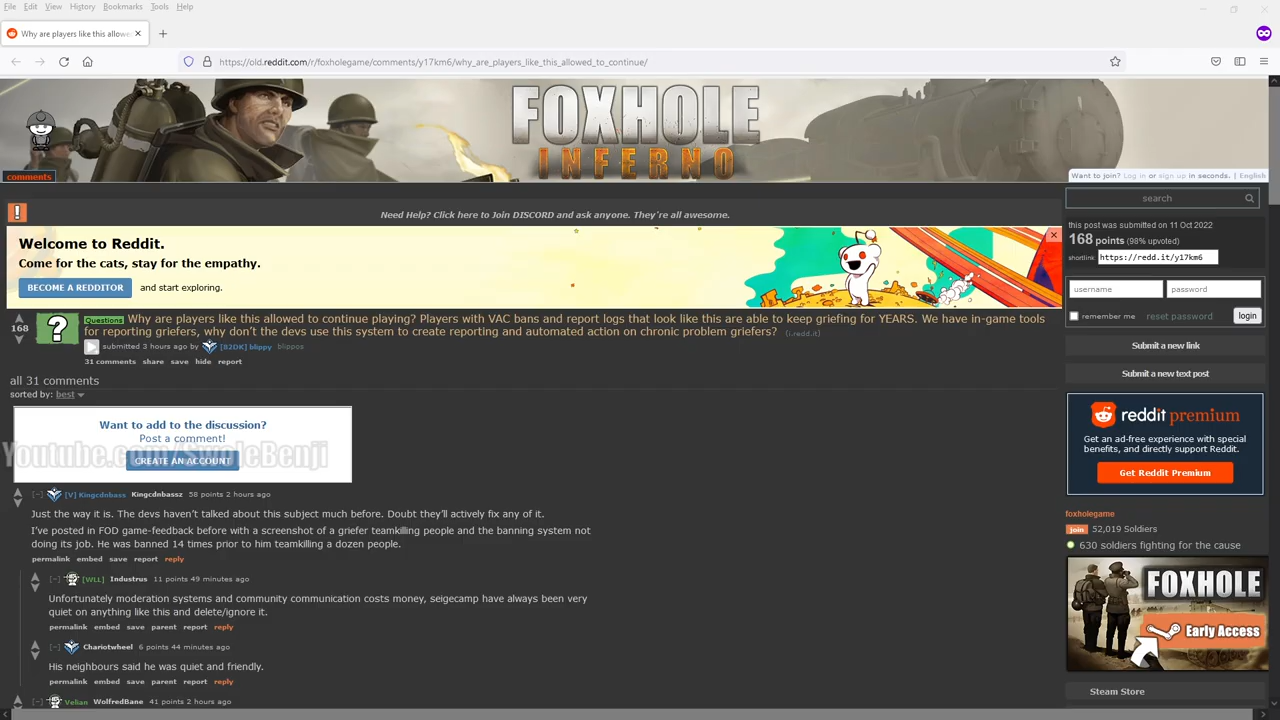 File Edit View History Bookmarks Tools Help
Why are players like this allowe
https://old.reddit.com/r/foxholegame/comments/y17km6/why_are_players_like_this_allowed_to_continue/
FOXHOLE
INFERNO
comments
Want to join? Log in or sign up in seconds. | English
search
Need Help? Click here to Join DISCORD and ask anyone. They're all awesome.
this post was submitted on 11 Oct 2022
168 points (98% upvoted)
shortlink: https://redd.it/y17km6
Welcome to Reddit.
Come for the cats, stay for the empathy.
BECOME A REDDITOR and start exploring.
username password
remember me reset password login
168
Questions Why are players like this allowed to continue playing? Players with VAC bans and report logs that look like this are able to keep griefing for YEARS. We have in-game tools
for reporting griefers, why don't the devs use this system to create reporting and automated action on chronic problem griefers? (i.redd.it)
submitted 3 hours ago by [82DK] blippy blippos
31 comments share save hide report
Submit a new link
Submit a new text post
all 31 comments
sorted by: best
reddit premium
Get an ad-free experience with special
benefits, and directly support Reddit.
Get Reddit Premium
Want to add to the discussion?
Post a comment!
CREATE AN ACCOUNT
Youtube.com/SwoleBenji
[–] [V] Kingcdnbass Kingcdnbassz 58 points 2 hours ago
Just the way it is. The devs haven't talked about this subject much before. Doubt they'll actively fix any of it.
I've posted in FOD game-feedback before with a screenshot of a griefer teamkilling people and the banning system not
doing its job. He was banned 14 times prior to him teamkilling a dozen people.
permalink embed save report reply
[–] [WLL] Industrus 11 points 49 minutes ago
Unfortunately moderation systems and community communication costs money, seigecamp have always been very
quiet on anything like this and delete/ignore it.
permalink embed save parent report reply
[–] Chariotwheel 6 points 44 minutes ago
His neighbours said he was quiet and friendly.
permalink embed save parent report reply
[–] Velian WolfredBane 41 points 2 hours ago
foxholegame
join 52,019 Soldiers
630 soldiers fighting for the cause
FOXHOLE
Early Access
Steam Store